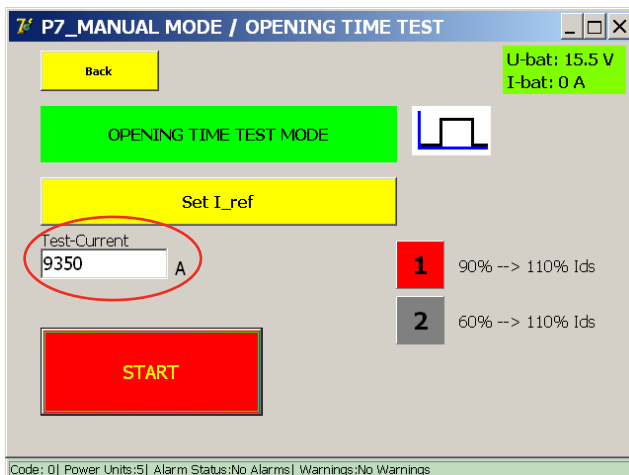 P7_MANUAL MODE / OPENING TIME TEST
Back
U-bat: 15.5 V
I-bat: 0 A
OPENING TIME TEST MODE
Set I_ref
Test-Current
9350 A
1 90% --> 110% Ids
2 60% --> 110% Ids
START
Code: 0| Power Units:5| Alarm Status:No Alarms| Warnings:No Warnings